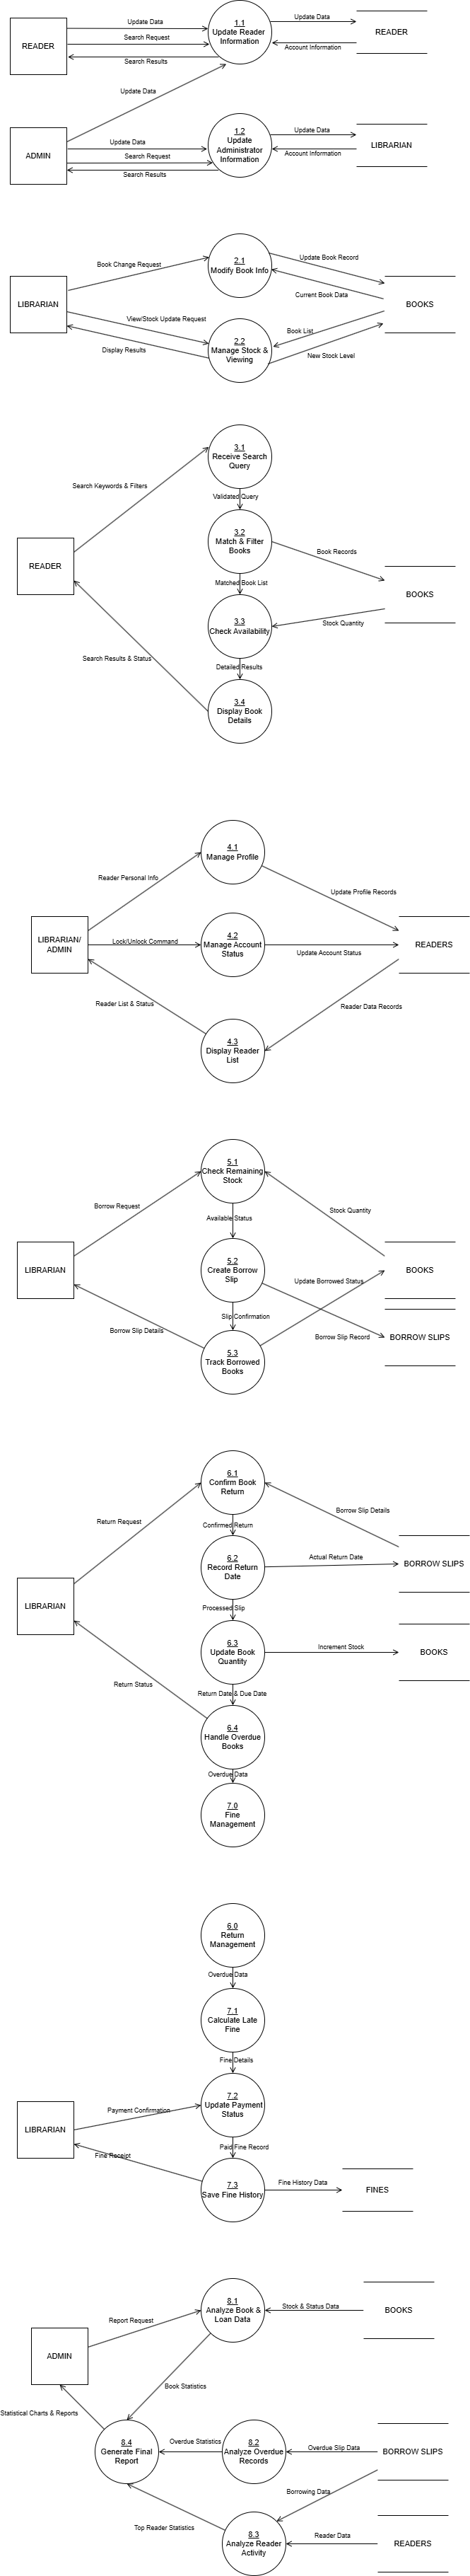 Update Data
1.1
Update Reader
Information
Update Data
READER
Search Request
Search Results
Account Information
READER
Update Data
ADMIN
Update Data
Search Request
Search Results
1.2
Update
Administrator
Information
Update Data
Account Information
LIBRARIAN
LIBRARIAN
Book Change Request
2.1
Modify Book Info
Update Book Record
Current Book Data
BOOKS
View/Stock Update Request
Display Results
2.2
Manage Stock &
Viewing
Book List
New Stock Level
3.1
Receive Search
Query
Search Keywords & Filters
Validated Query
3.2
Match & Filter
Books
Book Records
READER
Matched Book List
BOOKS
3.3
Check Availability
Stock Quantity
Search Results & Status
Detailed Results
3.4
Display Book
Details
4.1
Manage Profile
Reader Personal Info
Update Profile Records
LIBRARIAN/
ADMIN
Lock/Unlock Command
4.2
Manage Account
Status
Update Account Status
READERS
Reader List & Status
Reader Data Records
4.3
Display Reader
List
5.1
Check Remaining
Stock
Borrow Request
Stock Quantity
Available Status
LIBRARIAN
5.2
Create Borrow
Slip
BOOKS
Update Borrowed Status
Slip Confirmation
Borrow Slip Details
Borrow Slip Record
BORROW SLIPS
5.3
Track Borrowed
Books
6.1
Confirm Book
Return
Return Request
Borrow Slip Details
Confirmed Return
6.2
Record Return
Date
Actual Return Date
BORROW SLIPS
LIBRARIAN
Processed Slip
6.3
Update Book
Quantity
Increment Stock
BOOKS
Return Status
Return Date & Due Date
6.4
Handle Overdue
Books
Overdue Data
7.0
Fine
Management
6.0
Return
Management
Overdue Data
7.1
Calculate Late
Fine
Fine Details
LIBRARIAN
Payment Confirmation
7.2
Update Payment
Status
Fine Receipt
Paid Fine Record
7.3
Save Fine History
Fine History Data
FINES
8.1
Analyze Book &
Loan Data
Stock & Status Data
BOOKS
Report Request
ADMIN
Book Statistics
Statistical Charts & Reports
8.4
Generate Final
Report
Overdue Statistics
8.2
Analyze Overdue
Records
Overdue Slip Data
BORROW SLIPS
Borrowing Data
Top Reader Statistics
8.3
Analyze Reader
Activity
Reader Data
READERS